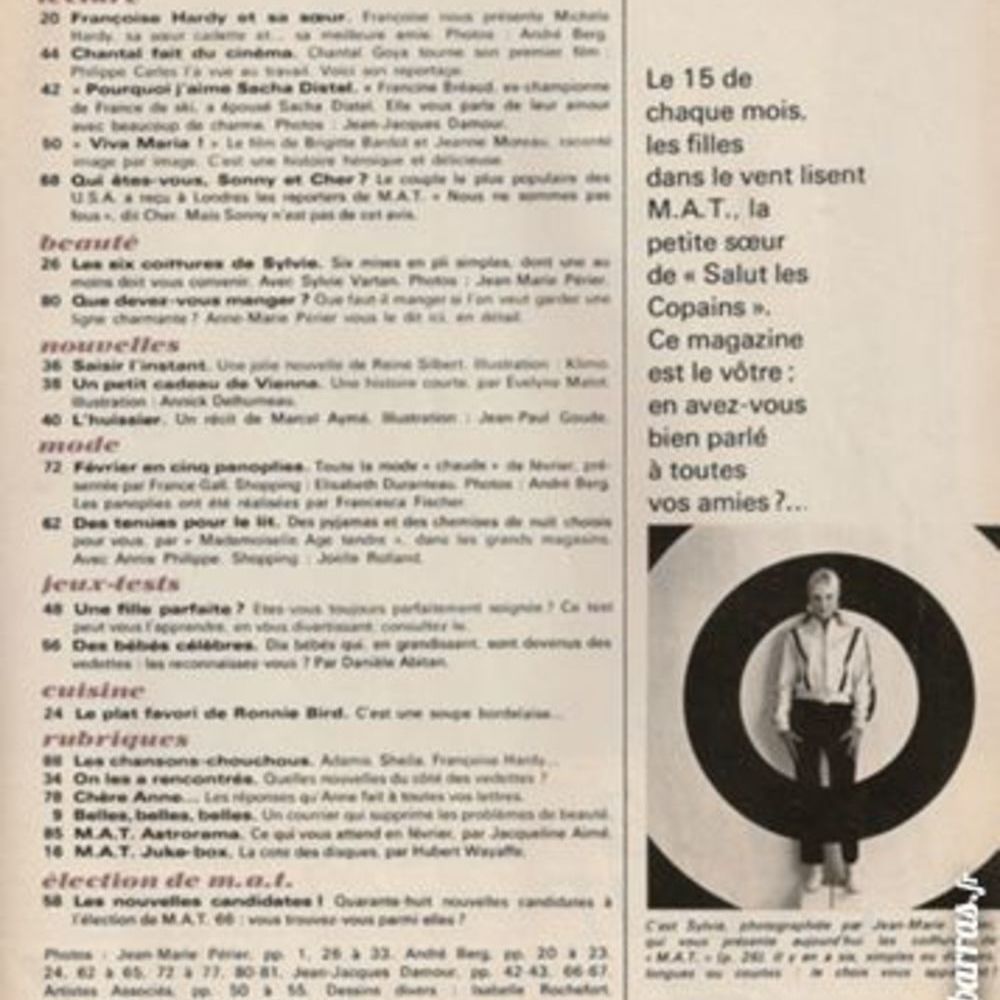 lecture
20 Françoise Hardy et sa sœur. Françoise nous présente Michèle
Hardy, sa sœur cadette et... sa meilleure amie. Photos : André Berg.
44 Chantal fait du cinéma. Chantal Goya tourne son premier film :
Philippe Carles l'a vue au travail. Voici son reportage.
42 « Pourquoi j'aime Sacha Distel. » Francine Bréaud, ex-championne
de France de ski, a épousé Sacha Distel. Elle vous parle de leur amour
avec beaucoup de charme. Photos : Jean-Jacques Damour.
50 « Viva Maria ! » Le film de Brigitte Bardot et Jeanne Moreau, raconté
image par image. C'est une histoire héroïque et délicieuse.
68 Qui êtes-vous, Sonny et Cher ? Le couple le plus populaire des
U.S.A. a reçu à Londres les reporters de M.A.T. « Nous ne sommes pas
fous », dit Cher. Mais Sonny n'est pas de cet avis.
beauté
26 Les six coiffures de Sylvie. Six mises en pli simples, dont une au
moins doit vous convenir. Avec Sylvie Vartan. Photos : Jean-Marie Périer.
80 Que devez-vous manger ? Que faut-il manger si l'on veut garder une
ligne charmante ? Anne-Marie Périer vous le dit ici, en détail.
nouvelles
36 Saisir l'instant. Une jolie nouvelle de Reine Silbert. Illustration : Klimo.
38 Un petit cadeau de Vienne. Une histoire courte, par Evelyne Matot.
Illustration : Annick Delhumeau.
40 L'huissier. Un récit de Marcel Aymé. Illustration : Jean-Paul Goude.
mode
72 Février en cinq panoplies. Toute la mode « chaude » de février, pré-
sentée par France Gall. Shopping : Elisabeth Duranteau. Photos : André Berg.
Les panoplies ont été réalisées par Francesca Fischer.
62 Des tenues pour le lit. Des pyjamas et des chemises de nuit choisis
pour vous, par « Mademoiselle Age tendre », dans les grands magasins.
Avec Annie Philippe. Shopping : Joëlle Rolland.
jeux-tests
48 Une fille parfaite ? Etes-vous toujours parfaitement soignée ? Ce test
peut vous l'apprendre, en vous divertissant: consultez-le.
56 Des bébés célèbres. Dix bébés qui, en grandissant, sont devenus des
vedettes : les reconnaissez-vous ? Par Danièle Abitan.
cuisine
24 Le plat favori de Ronnie Bird. C'est une soupe bordelaise...
rubriques
88 Les chansons-chouchous. Adamo, Sheila, Françoise Hardy...
34 On les a rencontrés. Quelles nouvelles du côté des vedettes ?
78 Chère Anne... Les réponses qu'Anne fait à toutes vos lettres.
9 Belles, belles, belles. Un courrier qui supprime les problèmes de beauté.
85 M.A.T. Astrorama. Ce qui vous attend en février, par Jacqueline Aimé.
16 M.A.T. Juke-box. La cote des disques, par Hubert Wayaffe.
élection de m.a.t.
58 Les nouvelles candidates ! Quarante-huit nouvelles candidates à
l'élection de M.A.T. 66 : vous trouvez-vous parmi elles ?
Photos : Jean-Marie Périer, pp. 1, 26 à 33. André Berg, pp. 20 à 23,
24, 62 à 65, 72 à 77, 80-81. Jean-Jacques Damour, pp. 42-43, 66-67.
Artistes Associés, pp. 50 à 55. Dessins divers : Isabelle Rochefort.
Le 15 de
chaque mois,
les filles
dans le vent lisent
M.A.T., la
petite sœur
de « Salut les
Copains ».
Ce magazine
est le vôtre :
en avez-vous
bien parlé
à toutes
vos amies ?...
C'est Sylvie, photographiée par Jean-Marie
qui vous présente aujourd'hui les coiffures de
« M.A.T. » (p. 26). Il y en a six, simples ou
longues ou courtes : le choix vous
barras.fr